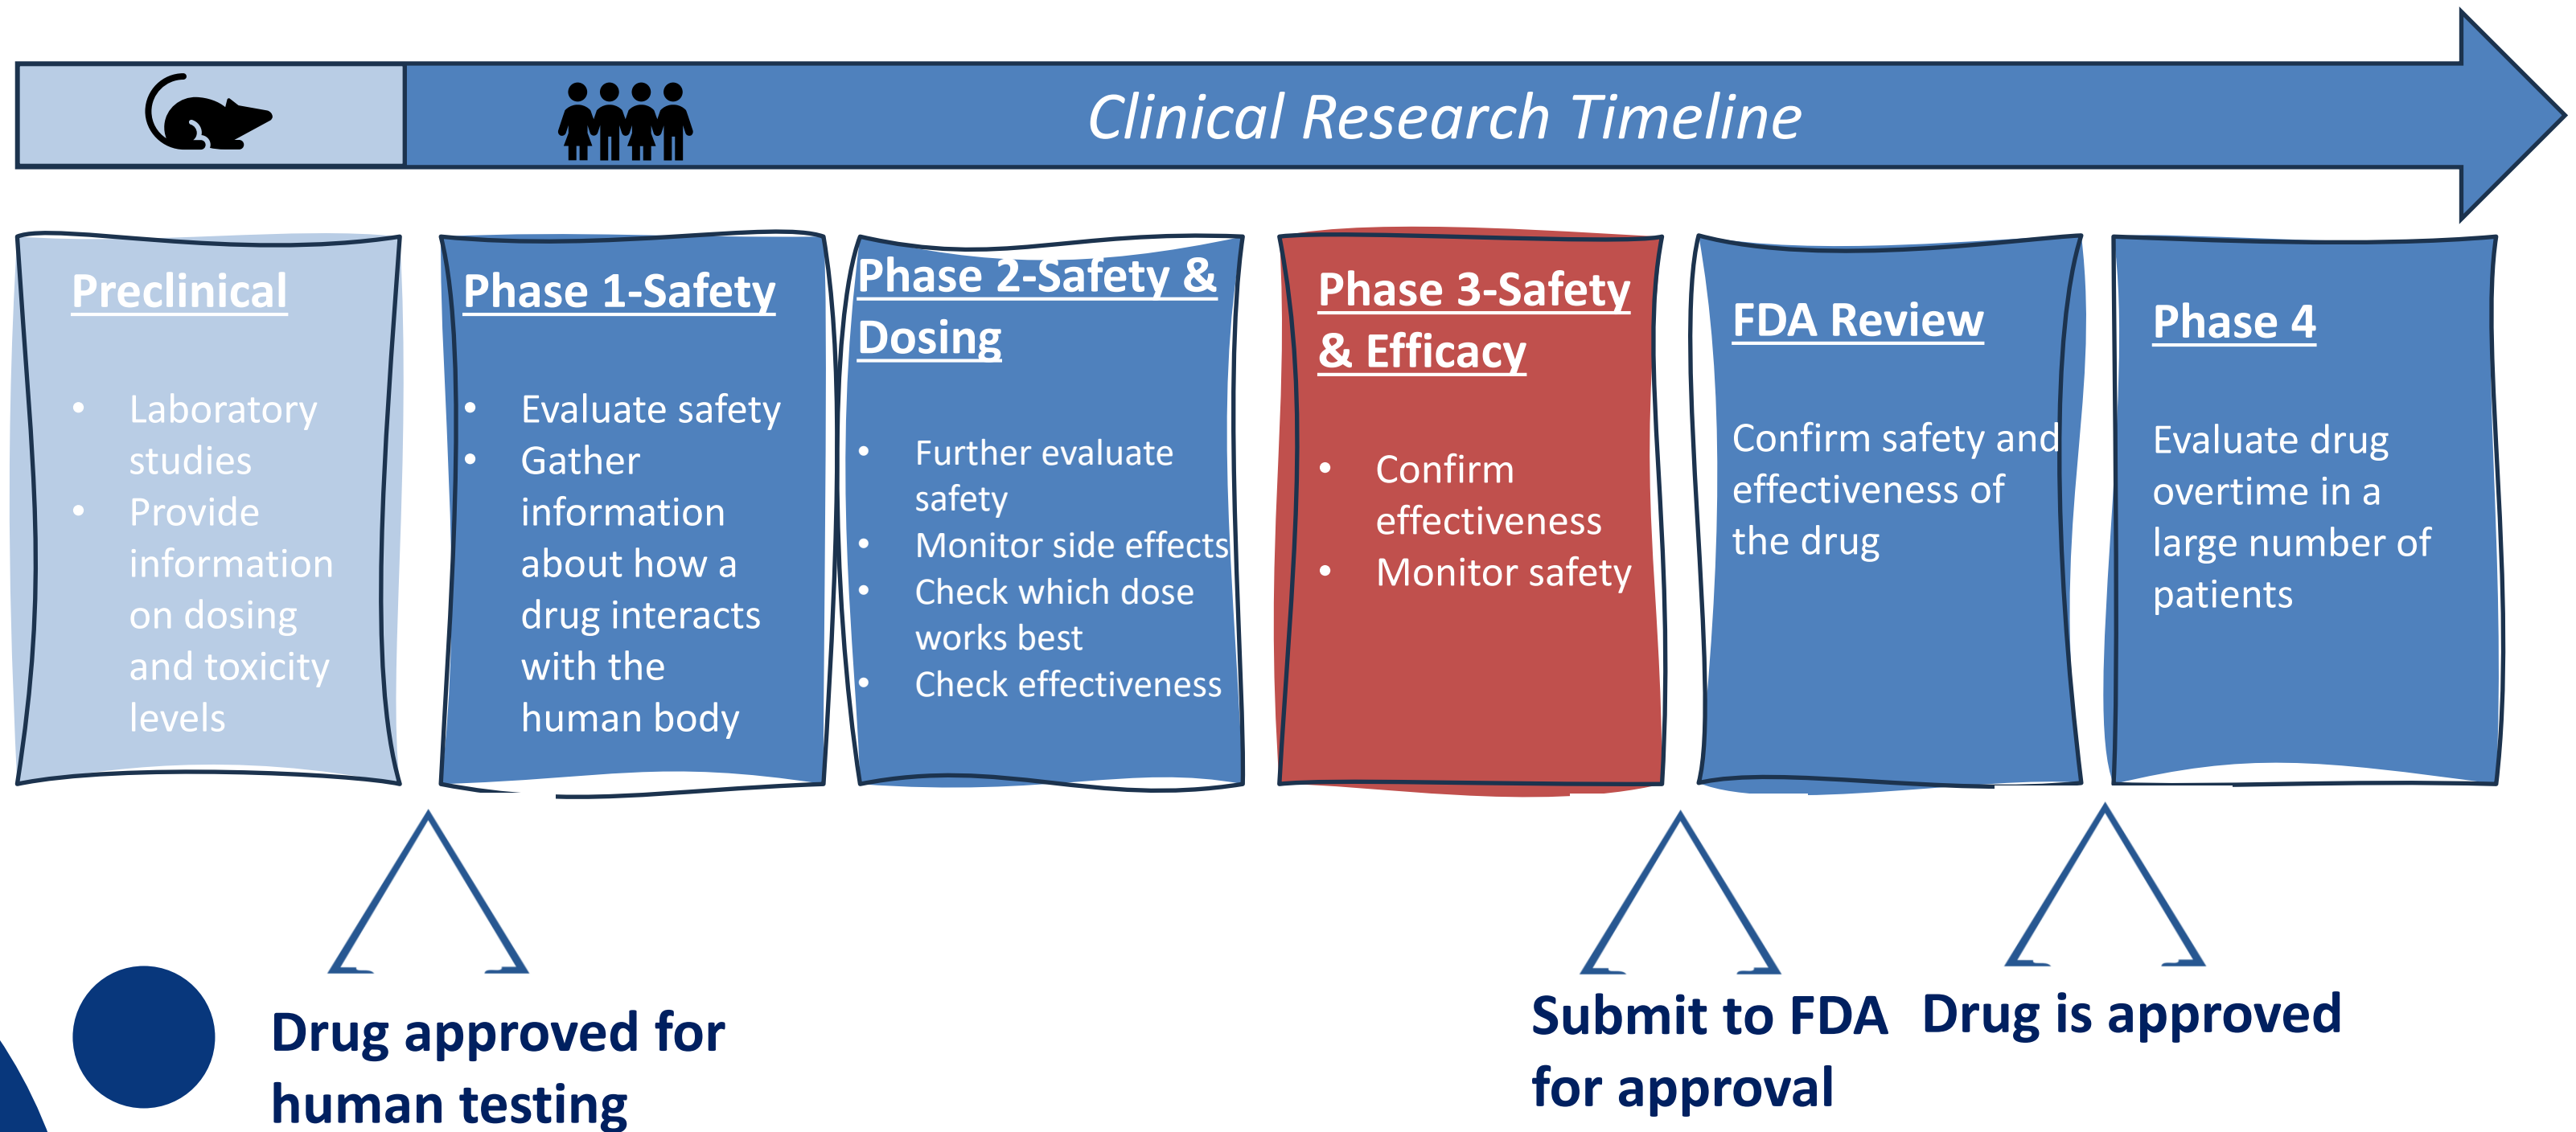 Clinical Research Timeline
Preclinical
• Laboratory
studies
• Provide
information
on dosing
and toxicity
levels
Phase 1-Safety
• Evaluate safety
• Gather
information
about how a
drug interacts
with the
human body
Phase 2-Safety &
Dosing
• Further evaluate
safety
• Monitor side effects
• Check which dose
works best
• Check effectiveness
Phase 3-Safety
& Efficacy
• Confirm
effectiveness
• Monitor safety
FDA Review
Confirm safety and
effectiveness of
the drug
Phase 4
Evaluate drug
overtime in a
large number of
patients
Drug approved for
human testing
Submit to FDA
for approval
Drug is approved